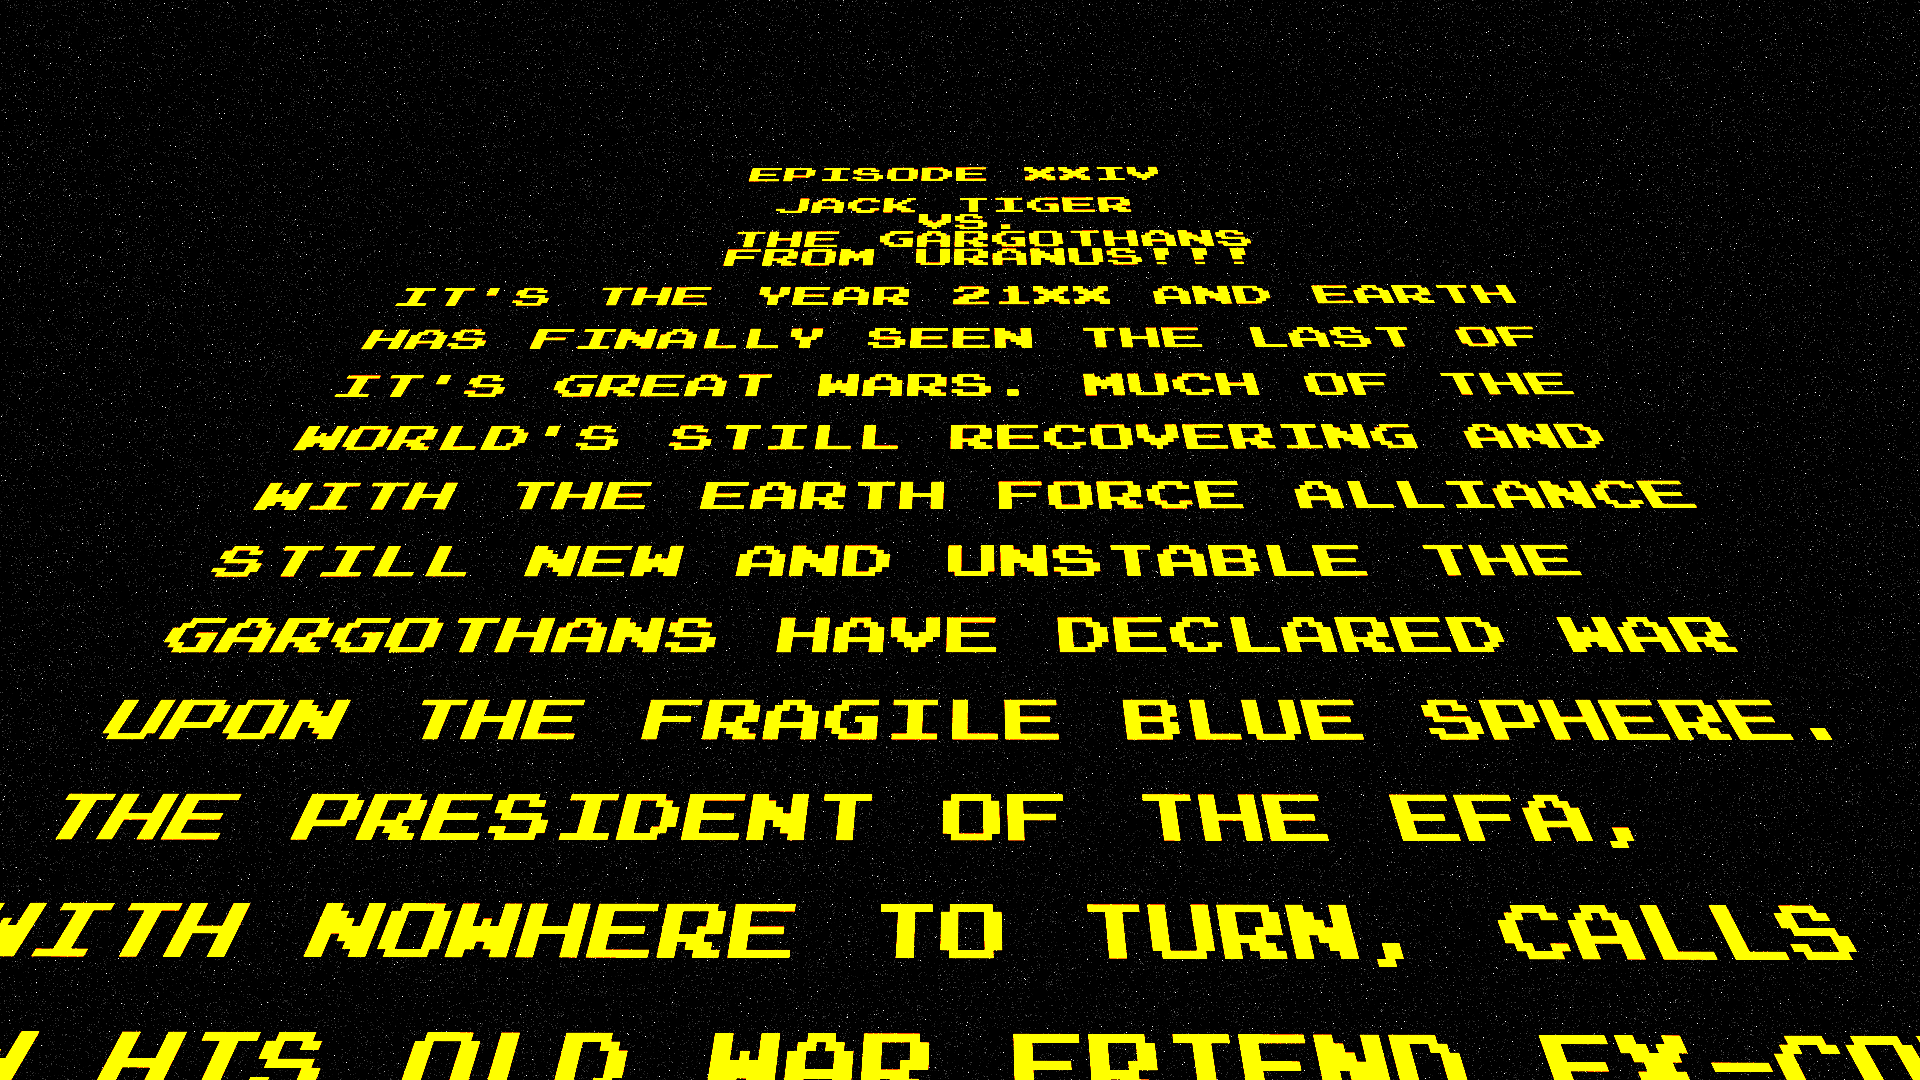 EPISODE XXIV
JACK TIGER
VS.
THE GARGOTHANS
FROM URANUS!!!
IT'S THE YEAR 21XX AND EARTH
HAS FINALLY SEEN THE LAST OF
IT'S GREAT WARS. MUCH OF THE
WORLD'S STILL RECOVERING AND
WITH THE EARTH FORCE ALLIANCE
STILL NEW AND UNSTABLE THE
GARGOTHANS HAVE DECLARED WAR
UPON THE FRAGILE BLUE SPHERE.
THE PRESIDENT OF THE EFA,
WITH NOWHERE TO TURN, CALLS
HIS OLD WAR FRIEND